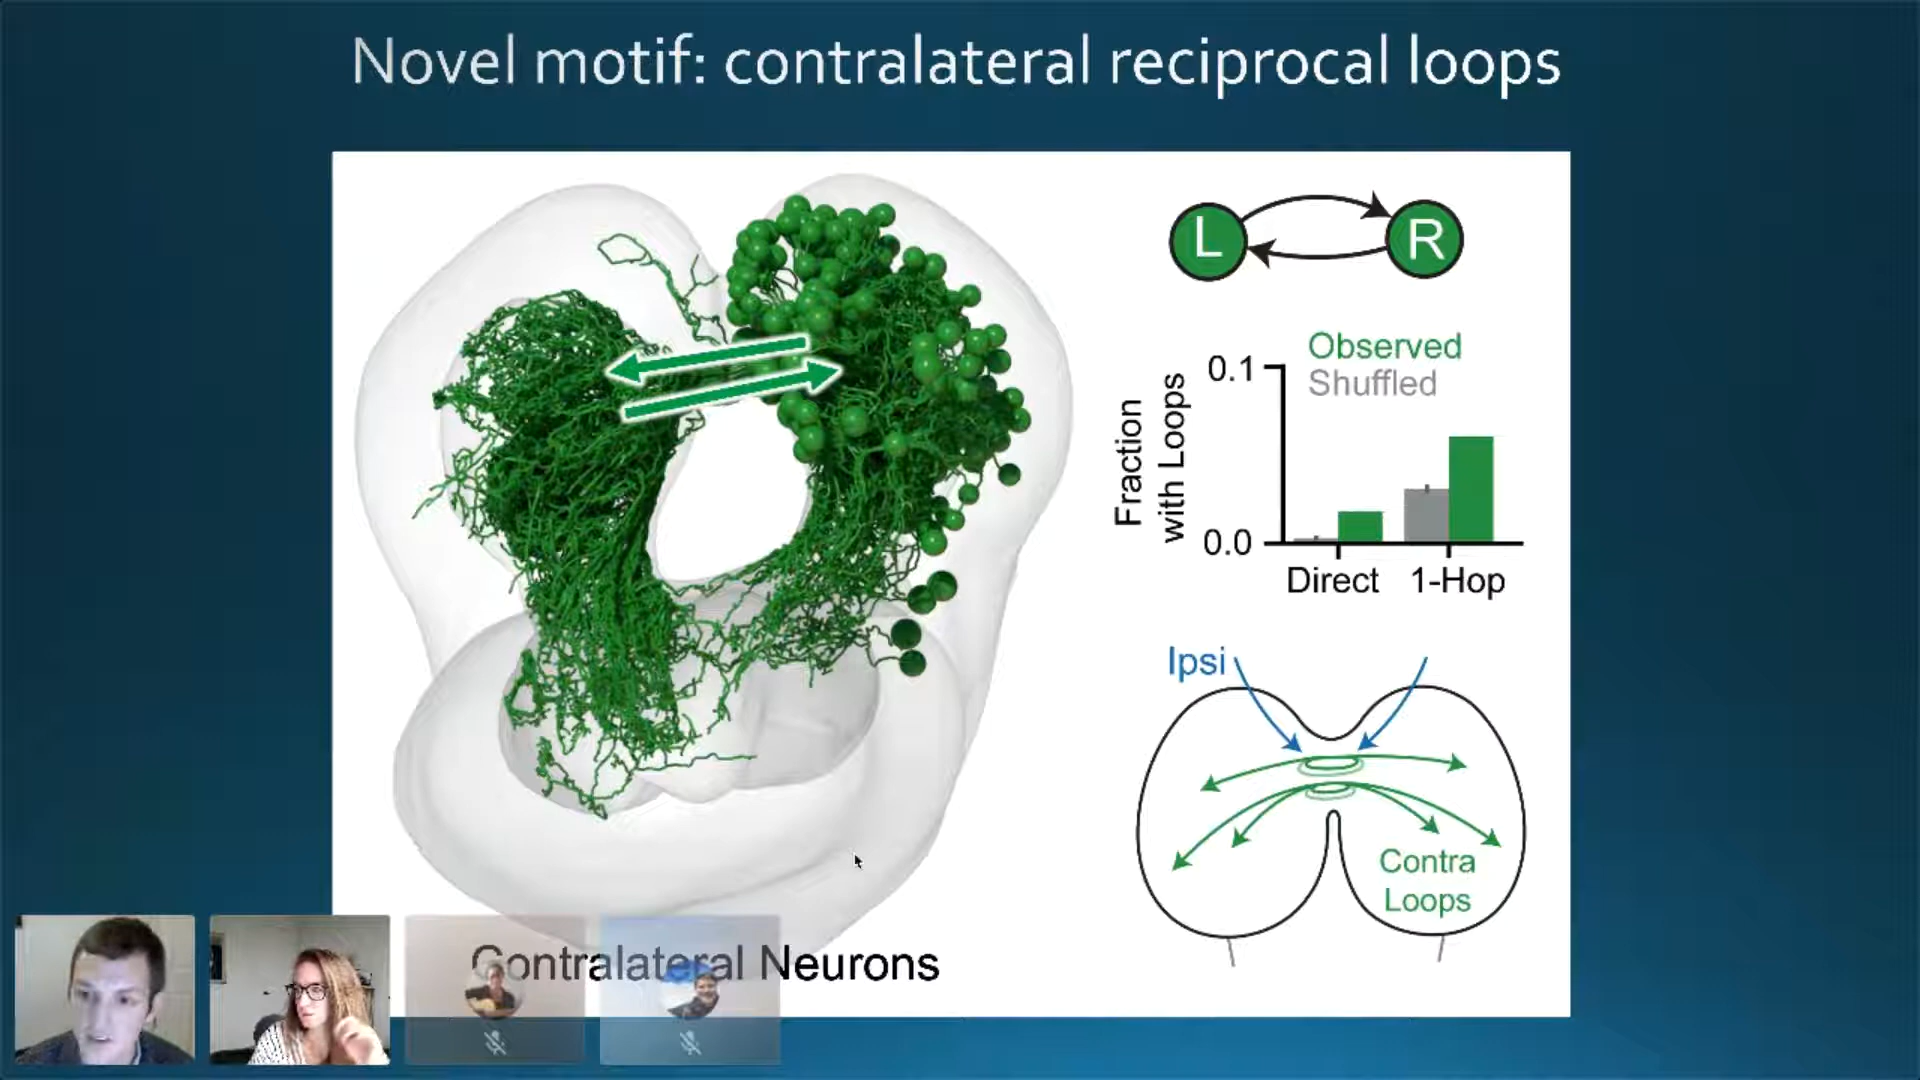 Novel motif: contralateral reciprocal loops
L
R
Observed
Shuffled
Fraction
with Loops
0.1
0.0
Direct
1-Hop
Ipsi
Contra
Loops
Contralateral Neurons